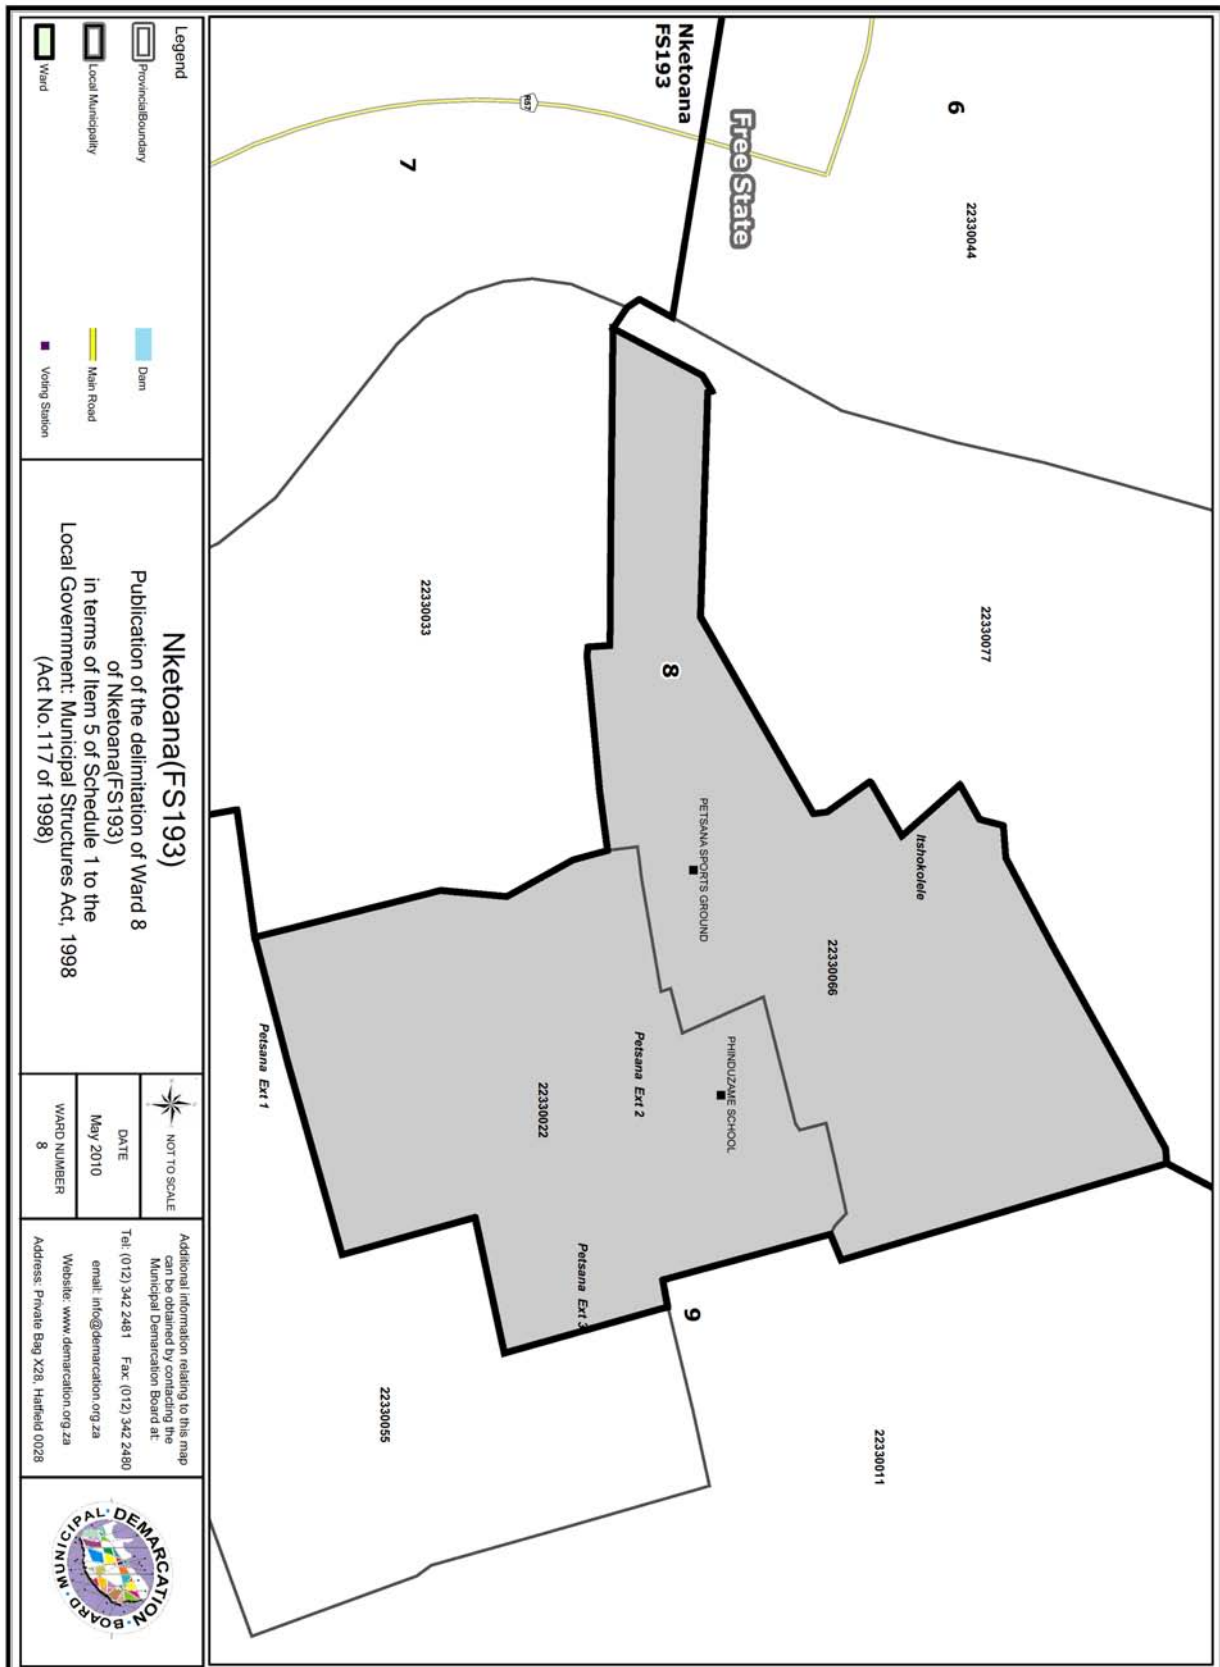 6
22330044
Free State
Nketoana
FS193
R57
7
22330077
22330033
8
Itshokolele
PETSANA SPORTS GROUND
22330066
PHINDUZAME SCHOOL
Petsana Ext 2
22330022
Petsana Ext 1
Petsana Ext 3
9
22330011
22330055
Legend
ProvincialBoundary
Local Municipality
Ward
Dam
Main Road
Voting Station
Nketoana(FS193)
Publication of the delimitation of Ward 8
of Nketoana(FS193)
in terms of Item 5 of Schedule 1 to the
Local Government: Municipal Structures Act, 1998
(Act No.117 of 1998)
NOT TO SCALE
DATE
May 2010
WARD NUMBER
8
Additional information relating to this map
can be obtained by contacting the
Municipal Demarcation Board at:
Tel: (012) 342 2481 Fax: (012) 342 2480
email: info@demarcation.org.za
Website: www.demarcation.org.za
Address: Private Bag X28, Hatfield 0028
MUNICIPAL · DEMARCATION · BOARD ·